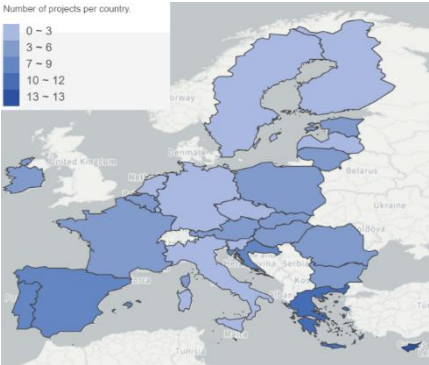 Number of projects per country.
0 ~ 3
3 ~ 6
7 ~ 9
10 ~ 12
13 ~ 13
Norway
Denmark
United Kingdom
Belarus
Ukraine
Serbia
Malta
Tunisia